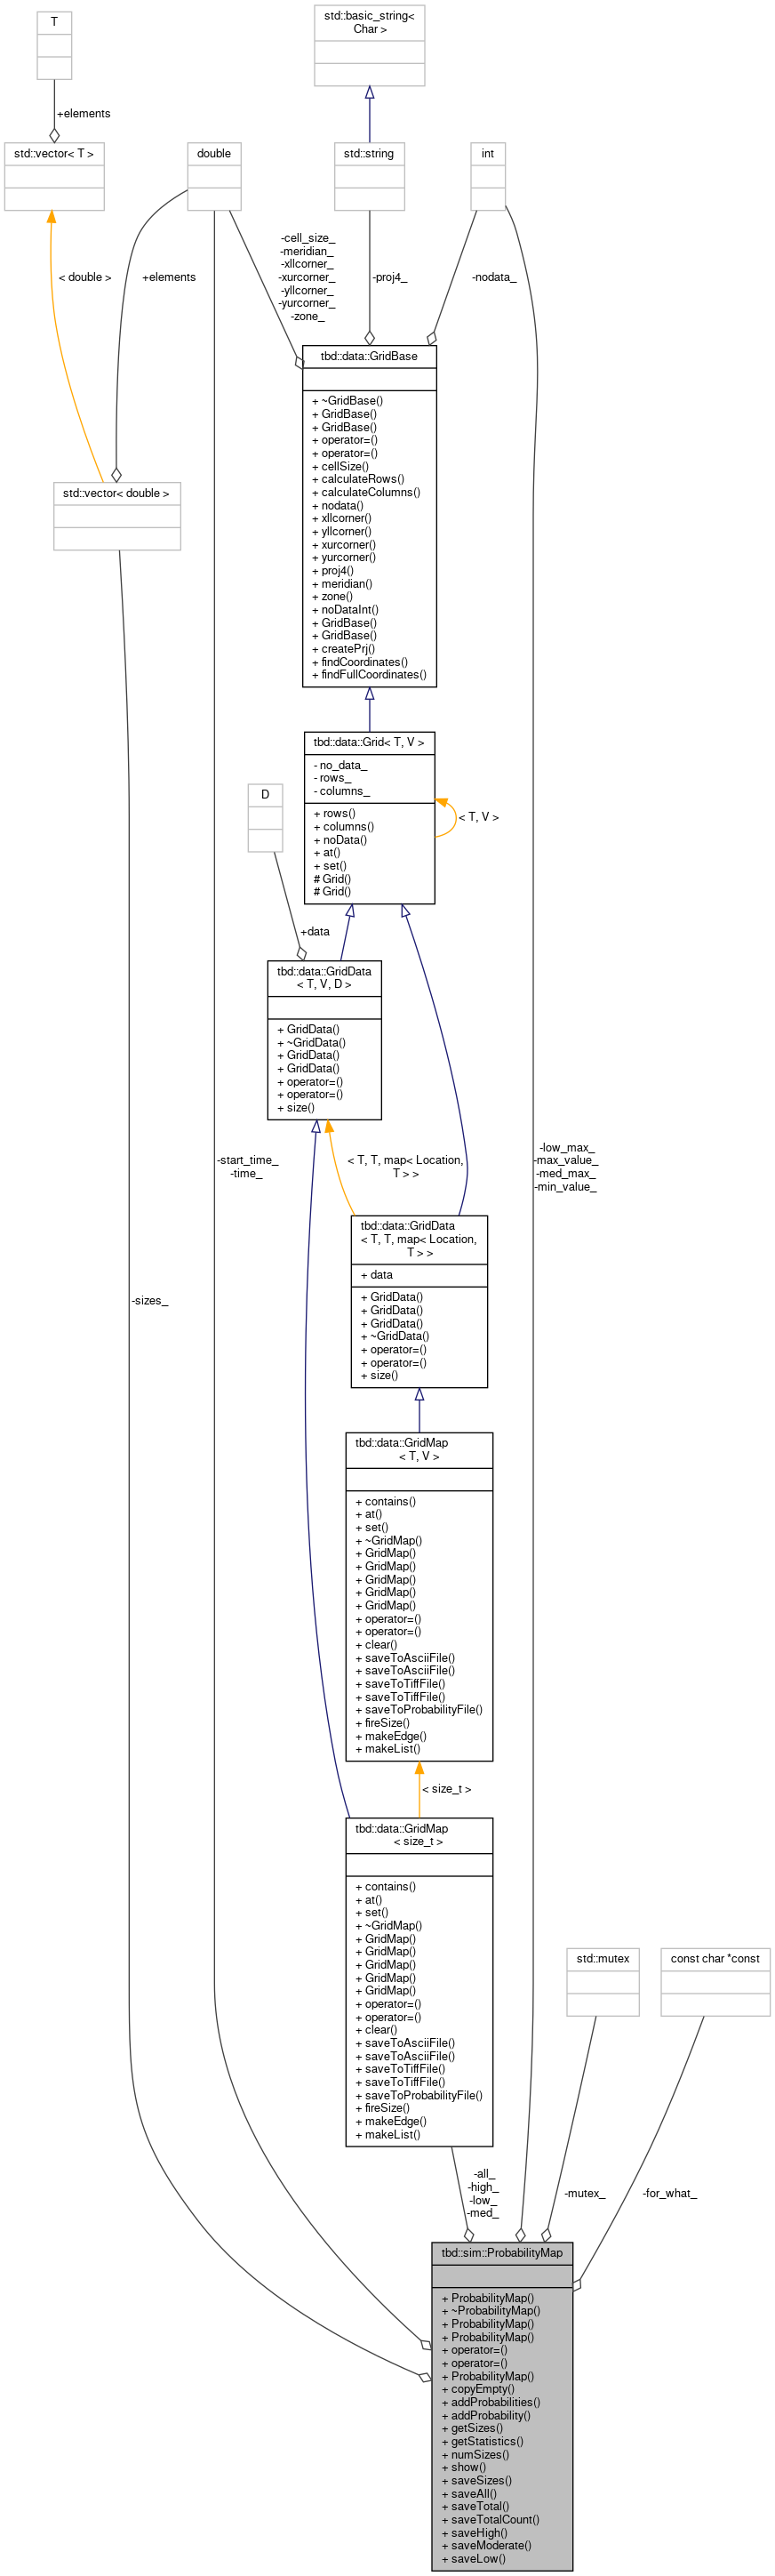 T
std::basic_string<
Char >
+elements
std::vector< T >
double
std::string
int
< double >
+elements
-cell_size_
-meridian_
-xllcorner_
-xurcorner_
-yllcorner_
-yurcorner_
-zone_
-proj4_
-nodata_
tbd::data::GridBase
+ ~GridBase()
+ GridBase()
+ GridBase()
+ operator=()
+ operator=()
+ cellSize()
+ calculateRows()
+ calculateColumns()
+ nodata()
+ xllcorner()
+ yllcorner()
+ xurcorner()
+ yurcorner()
+ proj4()
+ meridian()
+ zone()
+ noDataInt()
+ GridBase()
+ GridBase()
+ createPrj()
+ findCoordinates()
+ findFullCoordinates()
std::vector< double >
tbd::data::Grid< T, V >
- no_data_
- rows_
- columns_
+ rows()
+ columns()
+ noData()
+ at()
+ set()
# Grid()
# Grid()
< T, V >
D
+data
tbd::data::GridData
< T, V, D >
+ GridData()
+ ~GridData()
+ GridData()
+ GridData()
+ operator=()
+ operator=()
+ size()
-start_time_
-time_
< T, T, map< Location,
T > >
-low_max_
-max_value_
-med_max_
-min_value_
tbd::data::GridData
< T, T, map< Location,
T > >
+ data
+ GridData()
+ GridData()
+ GridData()
+ ~GridData()
+ operator=()
+ operator=()
+ size()
-sizes_
tbd::data::GridMap
< T, V >
+ contains()
+ at()
+ set()
+ ~GridMap()
+ GridMap()
+ GridMap()
+ GridMap()
+ GridMap()
+ GridMap()
+ operator=()
+ operator=()
+ clear()
+ saveToAsciiFile()
+ saveToAsciiFile()
+ saveToTiffFile()
+ saveToTiffFile()
+ saveToProbabilityFile()
+ fireSize()
+ makeEdge()
+ makeList()
< size_t >
tbd::data::GridMap
< size_t >
+ contains()
+ at()
+ set()
+ ~GridMap()
+ GridMap()
+ GridMap()
+ GridMap()
+ GridMap()
+ GridMap()
+ operator=()
+ operator=()
+ clear()
+ saveToAsciiFile()
+ saveToAsciiFile()
+ saveToTiffFile()
+ saveToTiffFile()
+ saveToProbabilityFile()
+ fireSize()
+ makeEdge()
+ makeList()
std::mutex
const char *const
-all_
-high_
-low_
-med_
-mutex_
-for_what_
tbd::sim::ProbabilityMap
+ ProbabilityMap()
+ ~ProbabilityMap()
+ ProbabilityMap()
+ ProbabilityMap()
+ operator=()
+ operator=()
+ ProbabilityMap()
+ copyEmpty()
+ addProbabilities()
+ addProbability()
+ getSizes()
+ getStatistics()
+ numSizes()
+ show()
+ saveSizes()
+ saveAll()
+ saveTotal()
+ saveTotalCount()
+ saveHigh()
+ saveModerate()
+ saveLow()